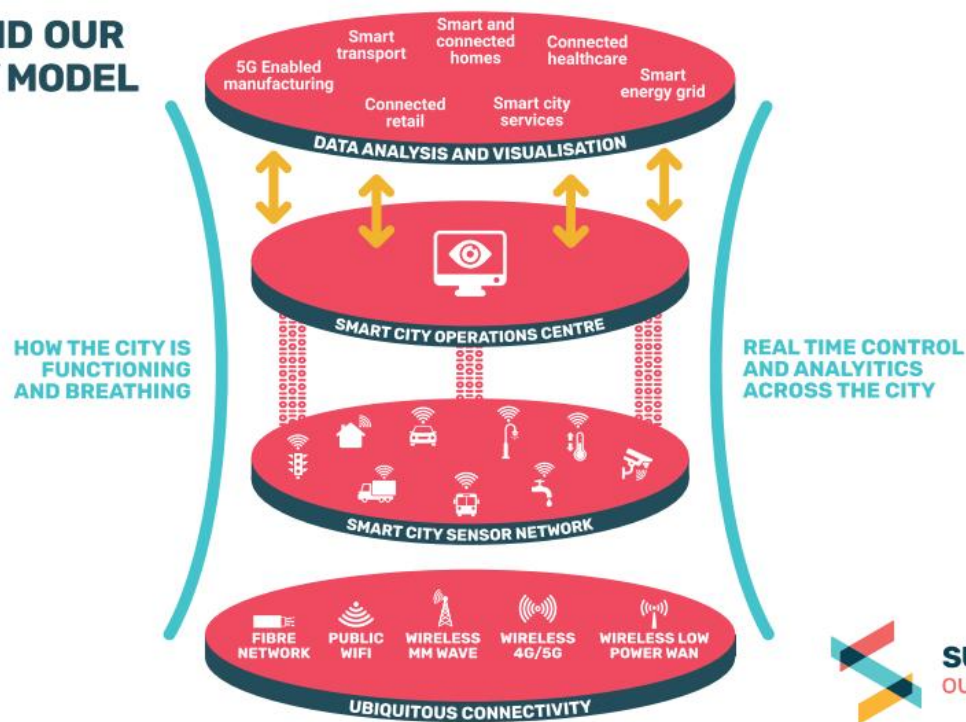 OUR
MODEL
5G Enabled
manufacturing
Smart
transport
Smart and
connected
homes
Connected
healthcare
Smart
energy grid
Connected
retail
Smart city
services
DATA ANALYSIS AND VISUALISATION
SMART CITY OPERATIONS CENTRE
HOW THE CITY IS
FUNCTIONING
AND BREATHING
REAL TIME CONTROL
AND ANALYITICS
ACROSS THE CITY
SMART CITY SENSOR NETWORK
FIBRE
NETWORK
PUBLIC
WIFI
WIRELESS
MM WAVE
WIRELESS
4G/5G
WIRELESS LOW
POWER WAN
UBIQUITOUS CONNECTIVITY